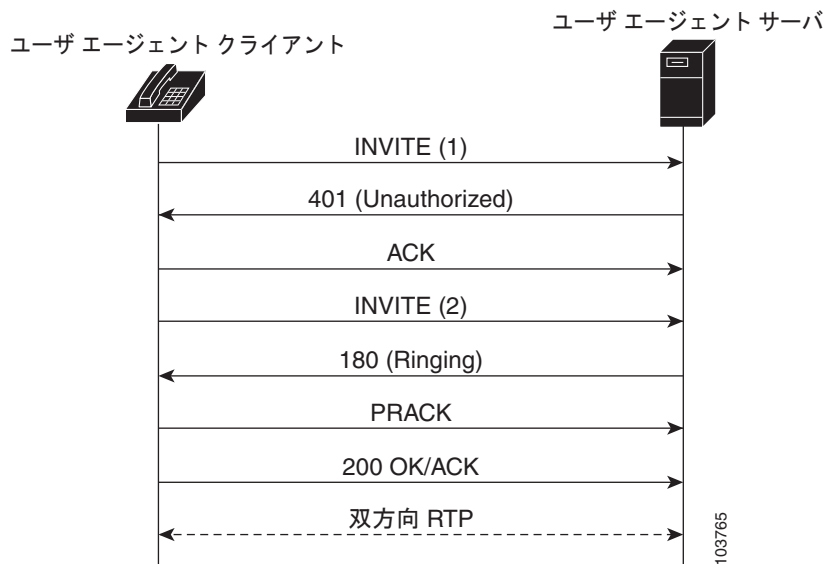 ユーザ エージェント サーバ
ユーザ エージェント クライアント
INVITE (1)
401 (Unauthorized)
ACK
INVITE (2)
180 (Ringing)
PRACK
200 OK/ACK
双方向 RTP
103765